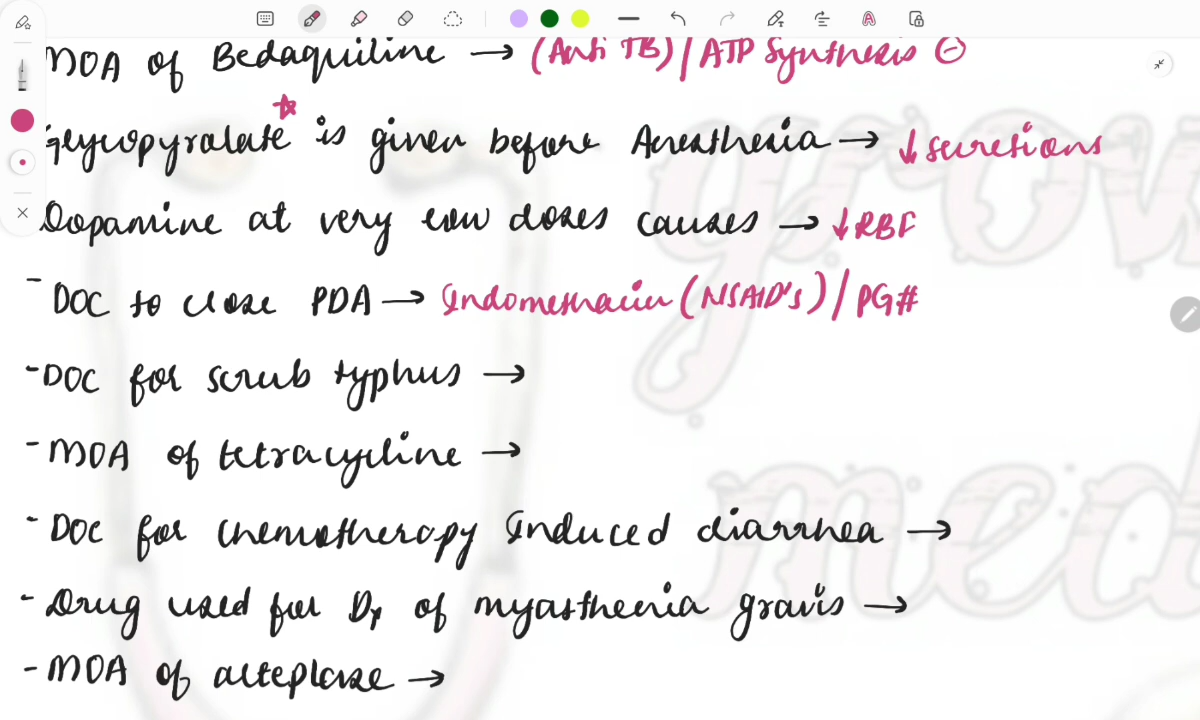 MOA of Bedaquiline → (Anti TB) / ATP Synthesis ⊖
Glycopyrolate* is given before Anesthesia → ↓secretions
Dopamine at very low doses causes → ↓RBF
- DOC to close PDA → Indomethacin (NSAID's) / PG#
- DOC for scrub typhus →
- MOA of tetracycline →
- DOC for chemotherapy Induced diarrhea →
- Drug used for Dx of myasthenia gravis →
- MOA of alteplase →
grow
med